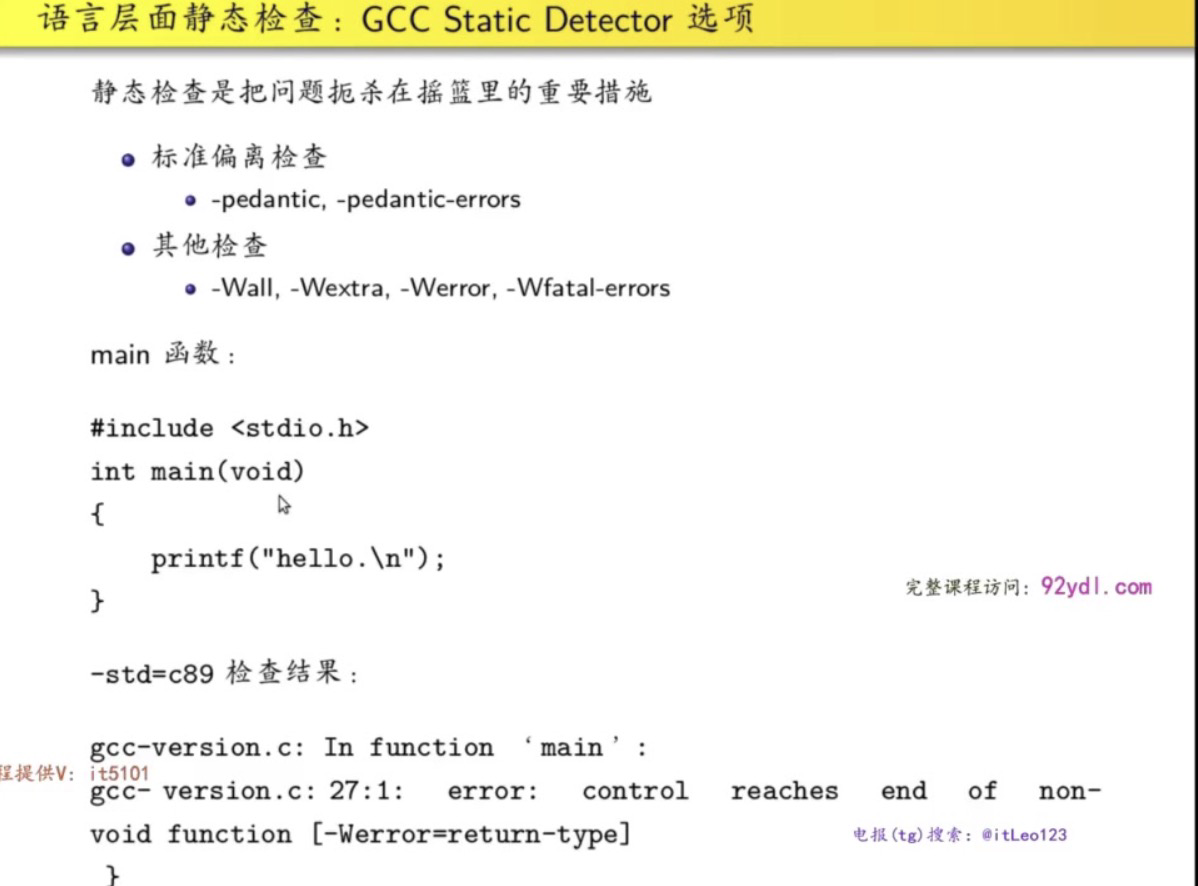 语言层面静态检查：GCC Static Detector 选项
静态检查是把问题扼杀在摇篮里的重要措施
标准偏离检查
-pedantic, -pedantic-errors
其他检查
-Wall, -Wextra, -Werror, -Wfatal-errors
main 函数：
#include <stdio.h>
int main(void)
{
printf("hello.\n");
}
完整课程访问: 92ydl.com
-std=c89 检查结果：
gcc-version.c: In function ‘main’:
程提供V: it5101
gcc- version.c: 27:1: error: control reaches end of non-
void function [-Werror=return-type]
电报(tg)搜索: @itLeo123
}